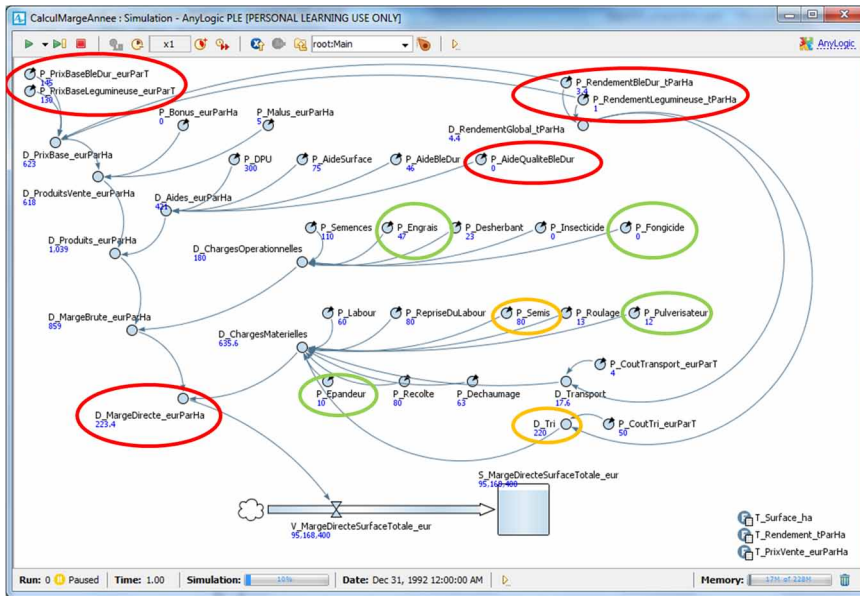 CalculMargeAnnee : Simulation - AnyLogic PLE [PERSONAL LEARNING USE ONLY]
x1
root:Main
AnyLogic
P_PrixBaseBleDur_eurParT
145
P_PrixBaseLegumineuse_eurParT
130
P_RendementBleDur_tParHa
3.4
P_RendementLegumineuse_tParHa
1
P_Bonus_eurParHa
0
P_Malus_eurParHa
5
D_RendementGlobal_tParHa
4.4
D_PrixBase_eurParHa
623
P_DPU
300
P_AideSurface
75
P_AideBleDur
46
P_AideQualiteBleDur
0
D_ProduitsVente_eurParHa
618
D_Aides_eurParHa
421
P_Semences
110
P_Engrais
47
P_Desherbant
23
P_Insecticide
0
P_Fongicide
0
D_Produits_eurParHa
1.039
D_ChargesOperationnelles
180
P_Labour
60
P_RepriseDuLabour
80
P_Semis
80
P_Roulage
13
P_Pulverisateur
12
D_MargeBrute_eurParHa
859
D_ChargesMaterielles
635.6
P_CoutTransport_eurParT
4
P_Epandeur
10
P_Recolte
80
P_Dechaumage
63
D_Transport
17.6
D_MargeDirecte_eurParHa
223.4
D_Tri
220
P_CoutTri_eurParT
50
S_MargeDirecteSurfaceTotale_eur
95.168.400
V_MargeDirecteSurfaceTotale_eur
95.168.400
T_Surface_ha
T_Rendement_tParHa
T_PrixVente_eurParHa
Run: 0 Paused Time: 1.00 Simulation: 10% Date: Dec 31, 1992 12:00:00 AM Memory: 17M of 228M